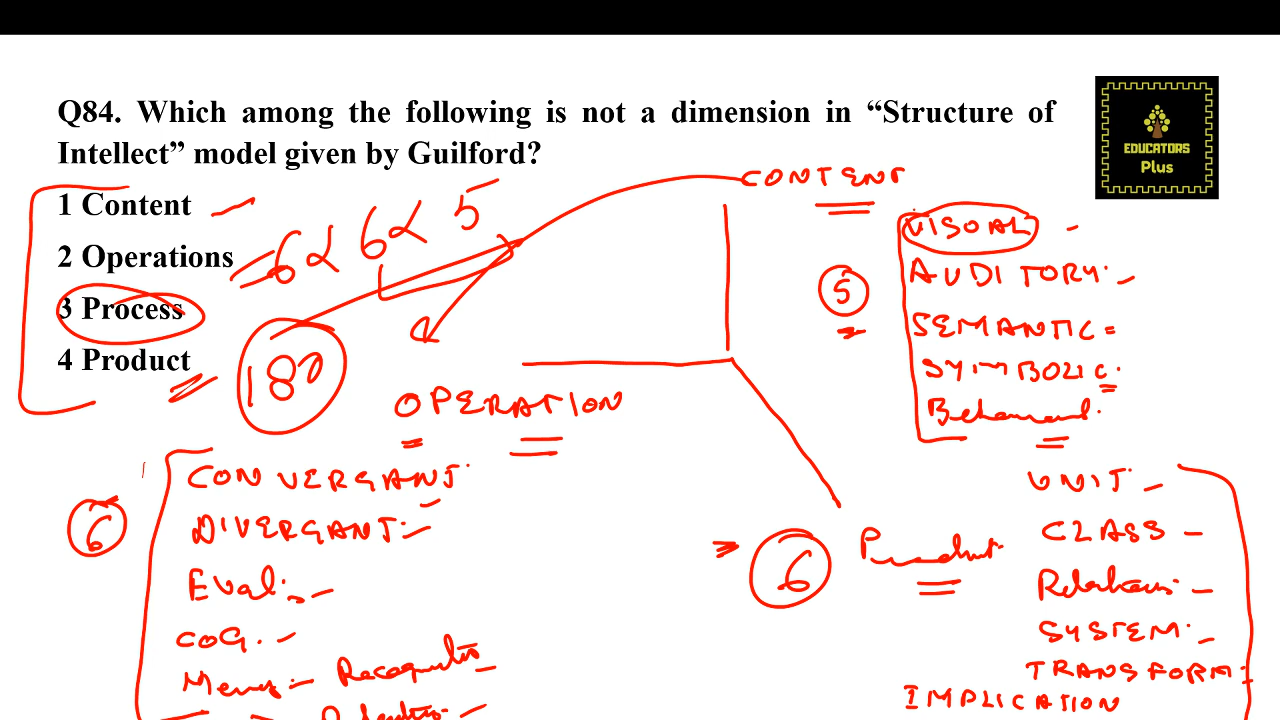 Q84. Which among the following is not a dimension in “Structure of
Intellect” model given by Guilford?
1 Content
2 Operations
3 Process
4 Product
EDUCATORS
Plus
6 x 6 x 5
180
CONTENT
5
VISUAL
AUDITORY
SEMANTIC
SYMBOLIC
OPERATION
6
CONVERGANT
DIVERGANT
Eval
COG.
6
Product
UNIT
CLASS
Relations
SYSTEM
TRANSFORM
IMPLICATION